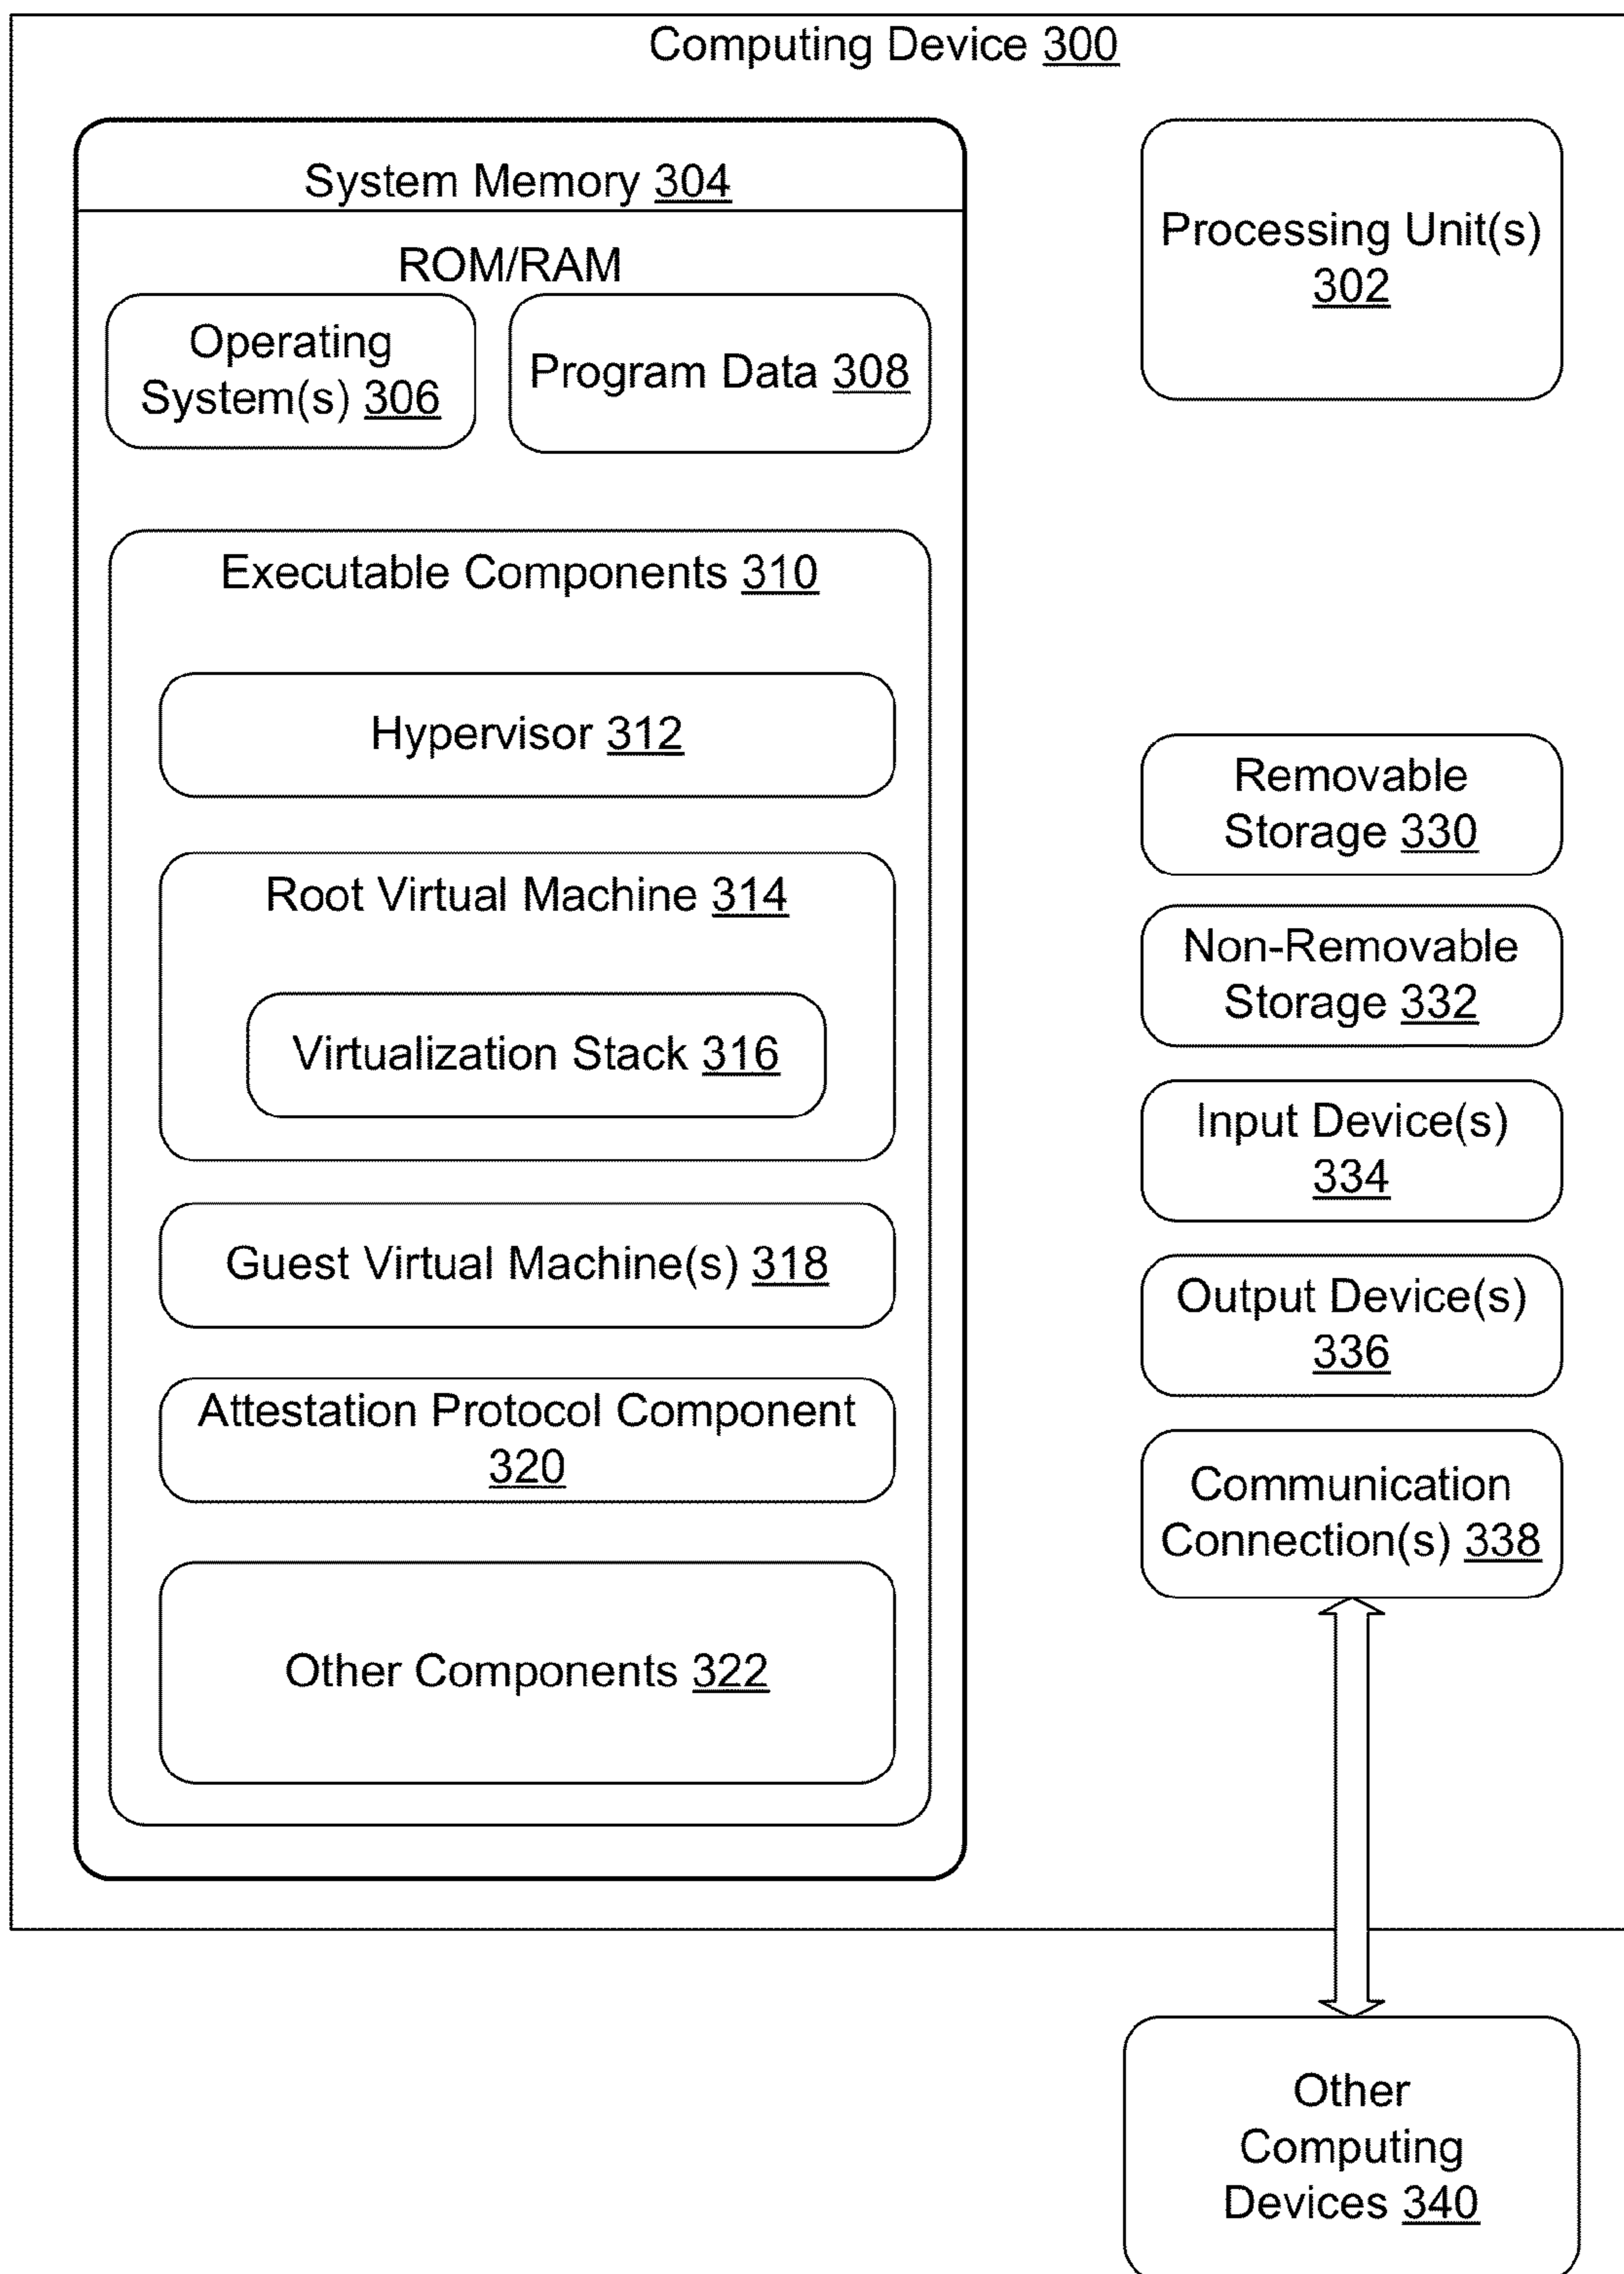 Computing Device 300
System Memory 304
ROM/RAM
Operating
System(s) 306
Program Data 308
Executable Components 310
Hypervisor 312
Root Virtual Machine 314
Virtualization Stack 316
Guest Virtual Machine(s) 318
Attestation Protocol Component
320
Other Components 322
Processing Unit(s)
302
Removable
Storage 330
Non-Removable
Storage 332
Input Device(s)
334
Output Device(s)
336
Communication
Connection(s) 338
Other
Computing
Devices 340